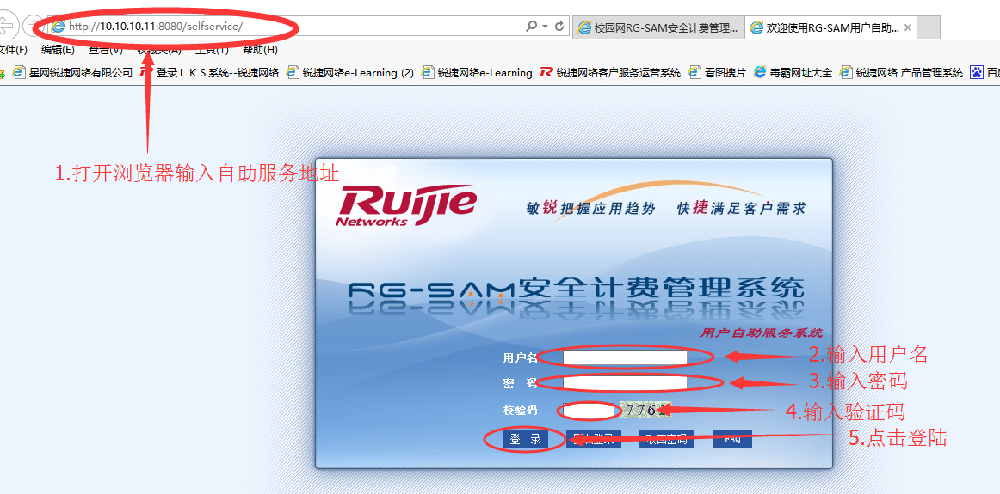 http://10.10.10.11:8080/selfservice/
校园网RG-SAM安全计费管理...
欢迎使用RG-SAM用户自助...
文件(F) 编辑(E) 查看(V) 收藏夹(A) 工具(T) 帮助(H)
星网锐捷网络有限公司 登录ＬＫＳ系统--锐捷网络 锐捷网络e-Learning (2) 锐捷网络e-Learning 锐捷网络客户服务运营系统 看图搜片 毒霸网址大全 锐捷网络 产品管理系统
1.打开浏览器输入自助服务地址
Ruijie
Networks
敏锐把握应用趋势 快捷满足客户需求
RG-SAM安全计费管理系统
用户自助服务系统
用户名
2.输入用户名
密 码
3.输入密码
校验码
4.输入验证码
登 录 取回密码 FAQ
5.点击登陆